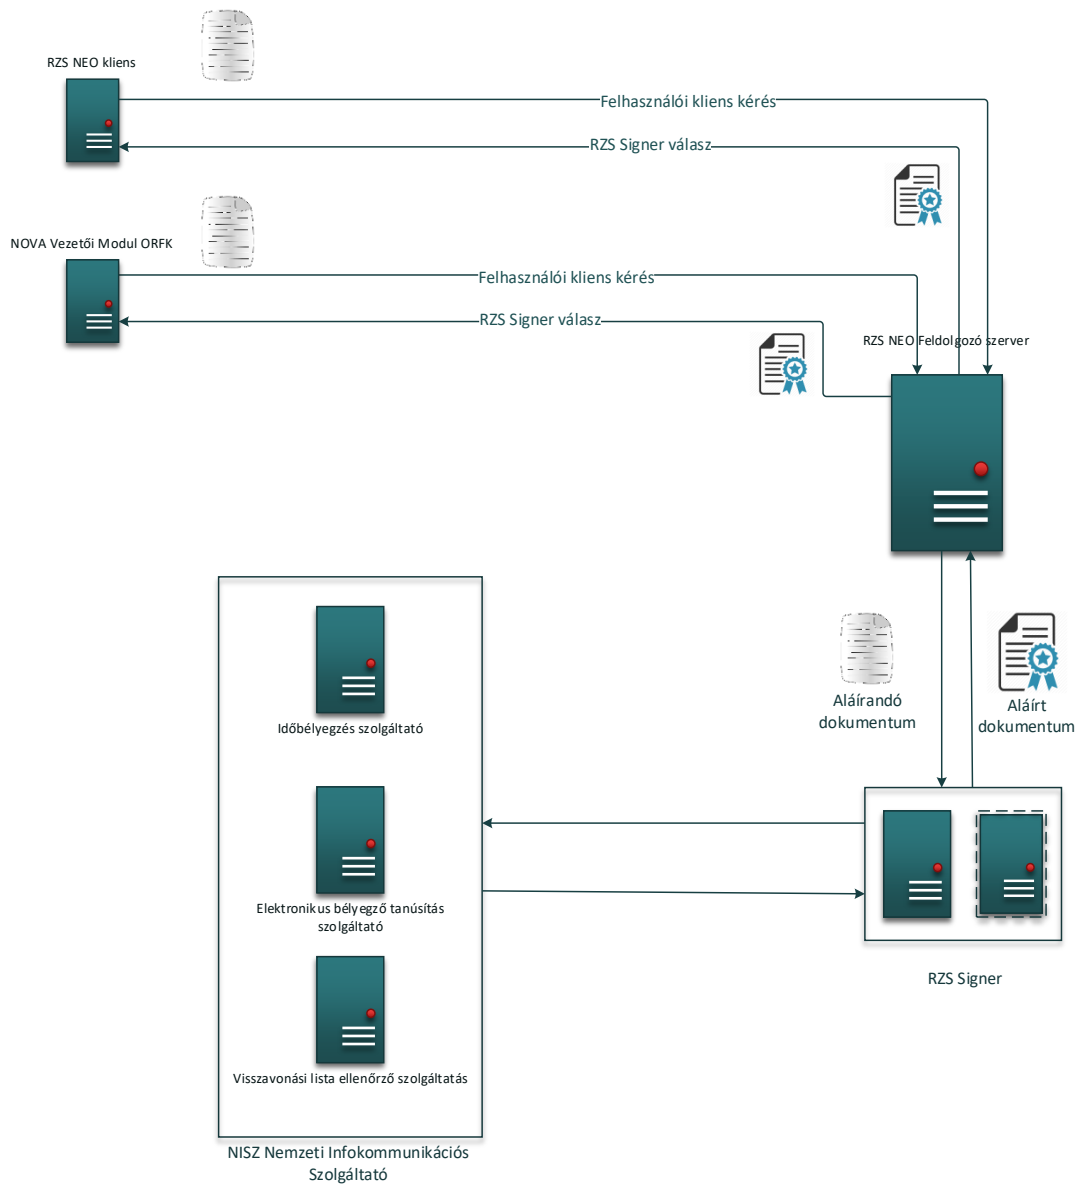 RZS NEO kliens
Felhasználói kliens kérés
RZS Signer válasz
NOVA Vezetői Modul ORFK
Felhasználói kliens kérés
RZS Signer válasz
RZS NEO Feldolgozó szerver
Aláírandó
dokumentum
Aláírt
dokumentum
Időbélyegzés szolgáltató
Elektronikus bélyegző tanúsítás
szolgáltató
RZS Signer
Visszavonási lista ellenőrző szolgáltatás
NISZ Nemzeti Infokommunikációs
Szolgáltató